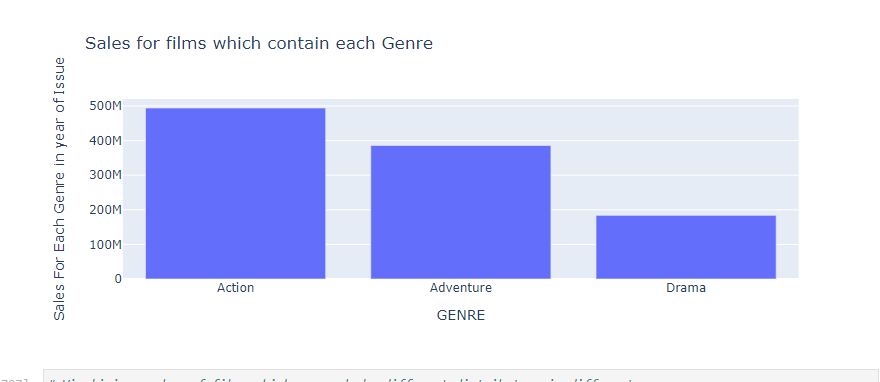 Sales for films which contain each Genre
Sales For Each Genre in year of Issue
500M
400M
300M
200M
100M
0
Action Adventure Drama
GENRE